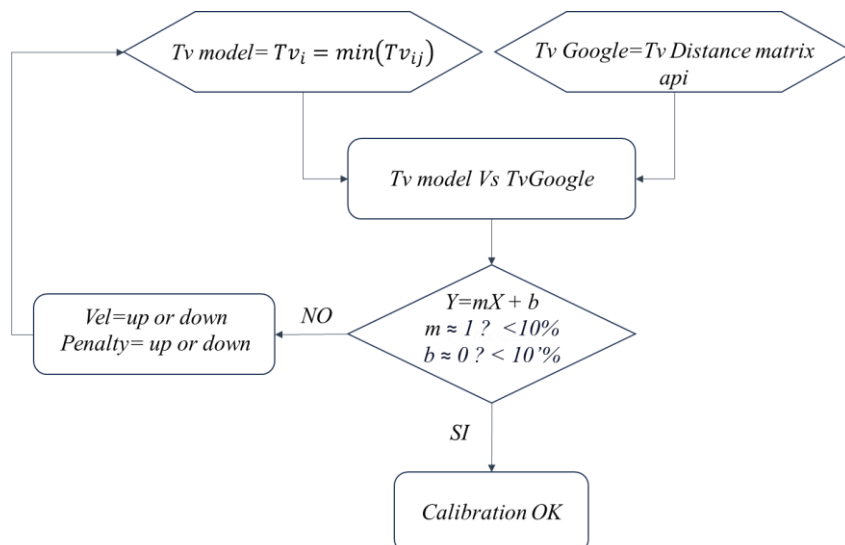 Tv model= Tvᵢ = min(Tvᵢⱼ)
Tv Google=Tv Distance matrix
api
Tv model Vs TvGoogle
Y=mX + b
m ≈ 1 ? <10%
b ≈ 0 ? < 10’%
NO
Vel=up or down
Penalty= up or down
SI
Calibration OK